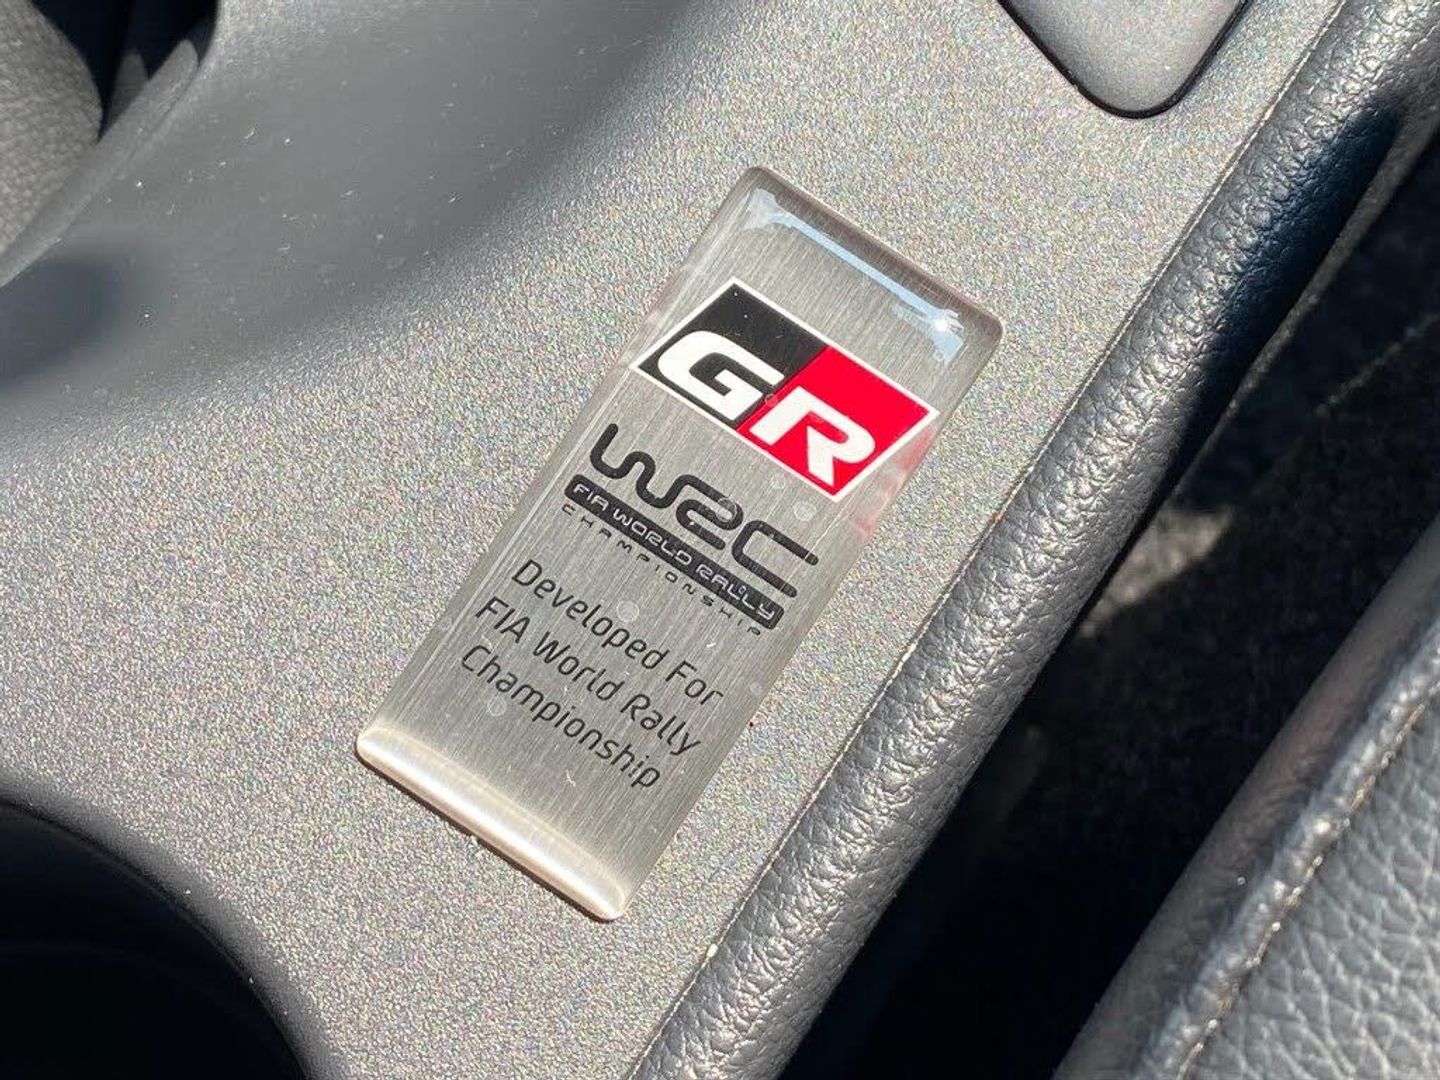 GR
WRC
FIA WORLD RALLY
CHAMPIONSHIP
Developed For
FIA World Rally
Championship